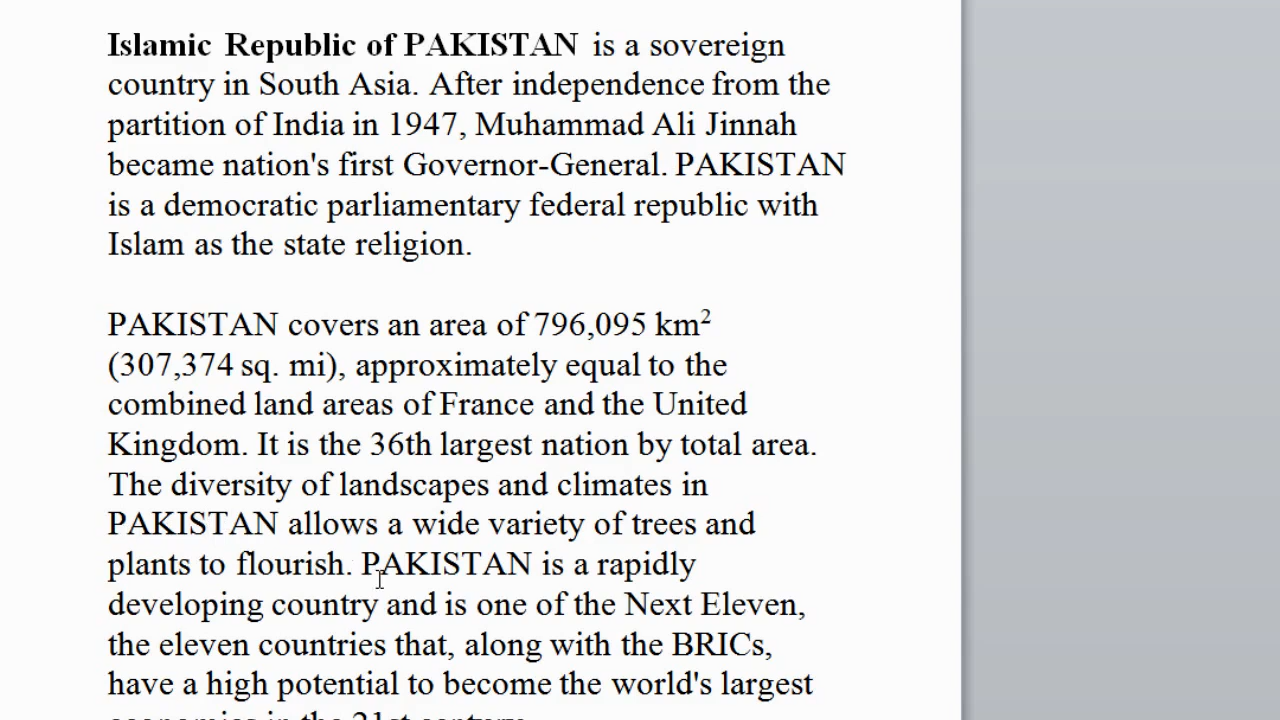 Islamic Republic of PAKISTAN is a sovereign
country in South Asia. After independence from the
partition of India in 1947, Muhammad Ali Jinnah
became nation's first Governor-General. PAKISTAN
is a democratic parliamentary federal republic with
Islam as the state religion.
PAKISTAN covers an area of 796,095 km²
(307,374 sq. mi), approximately equal to the
combined land areas of France and the United
Kingdom. It is the 36th largest nation by total area.
The diversity of landscapes and climates in
PAKISTAN allows a wide variety of trees and
plants to flourish. PAKISTAN is a rapidly
developing country and is one of the Next Eleven,
the eleven countries that, along with the BRICs,
have a high potential to become the world's largest
economies in the 21st century.